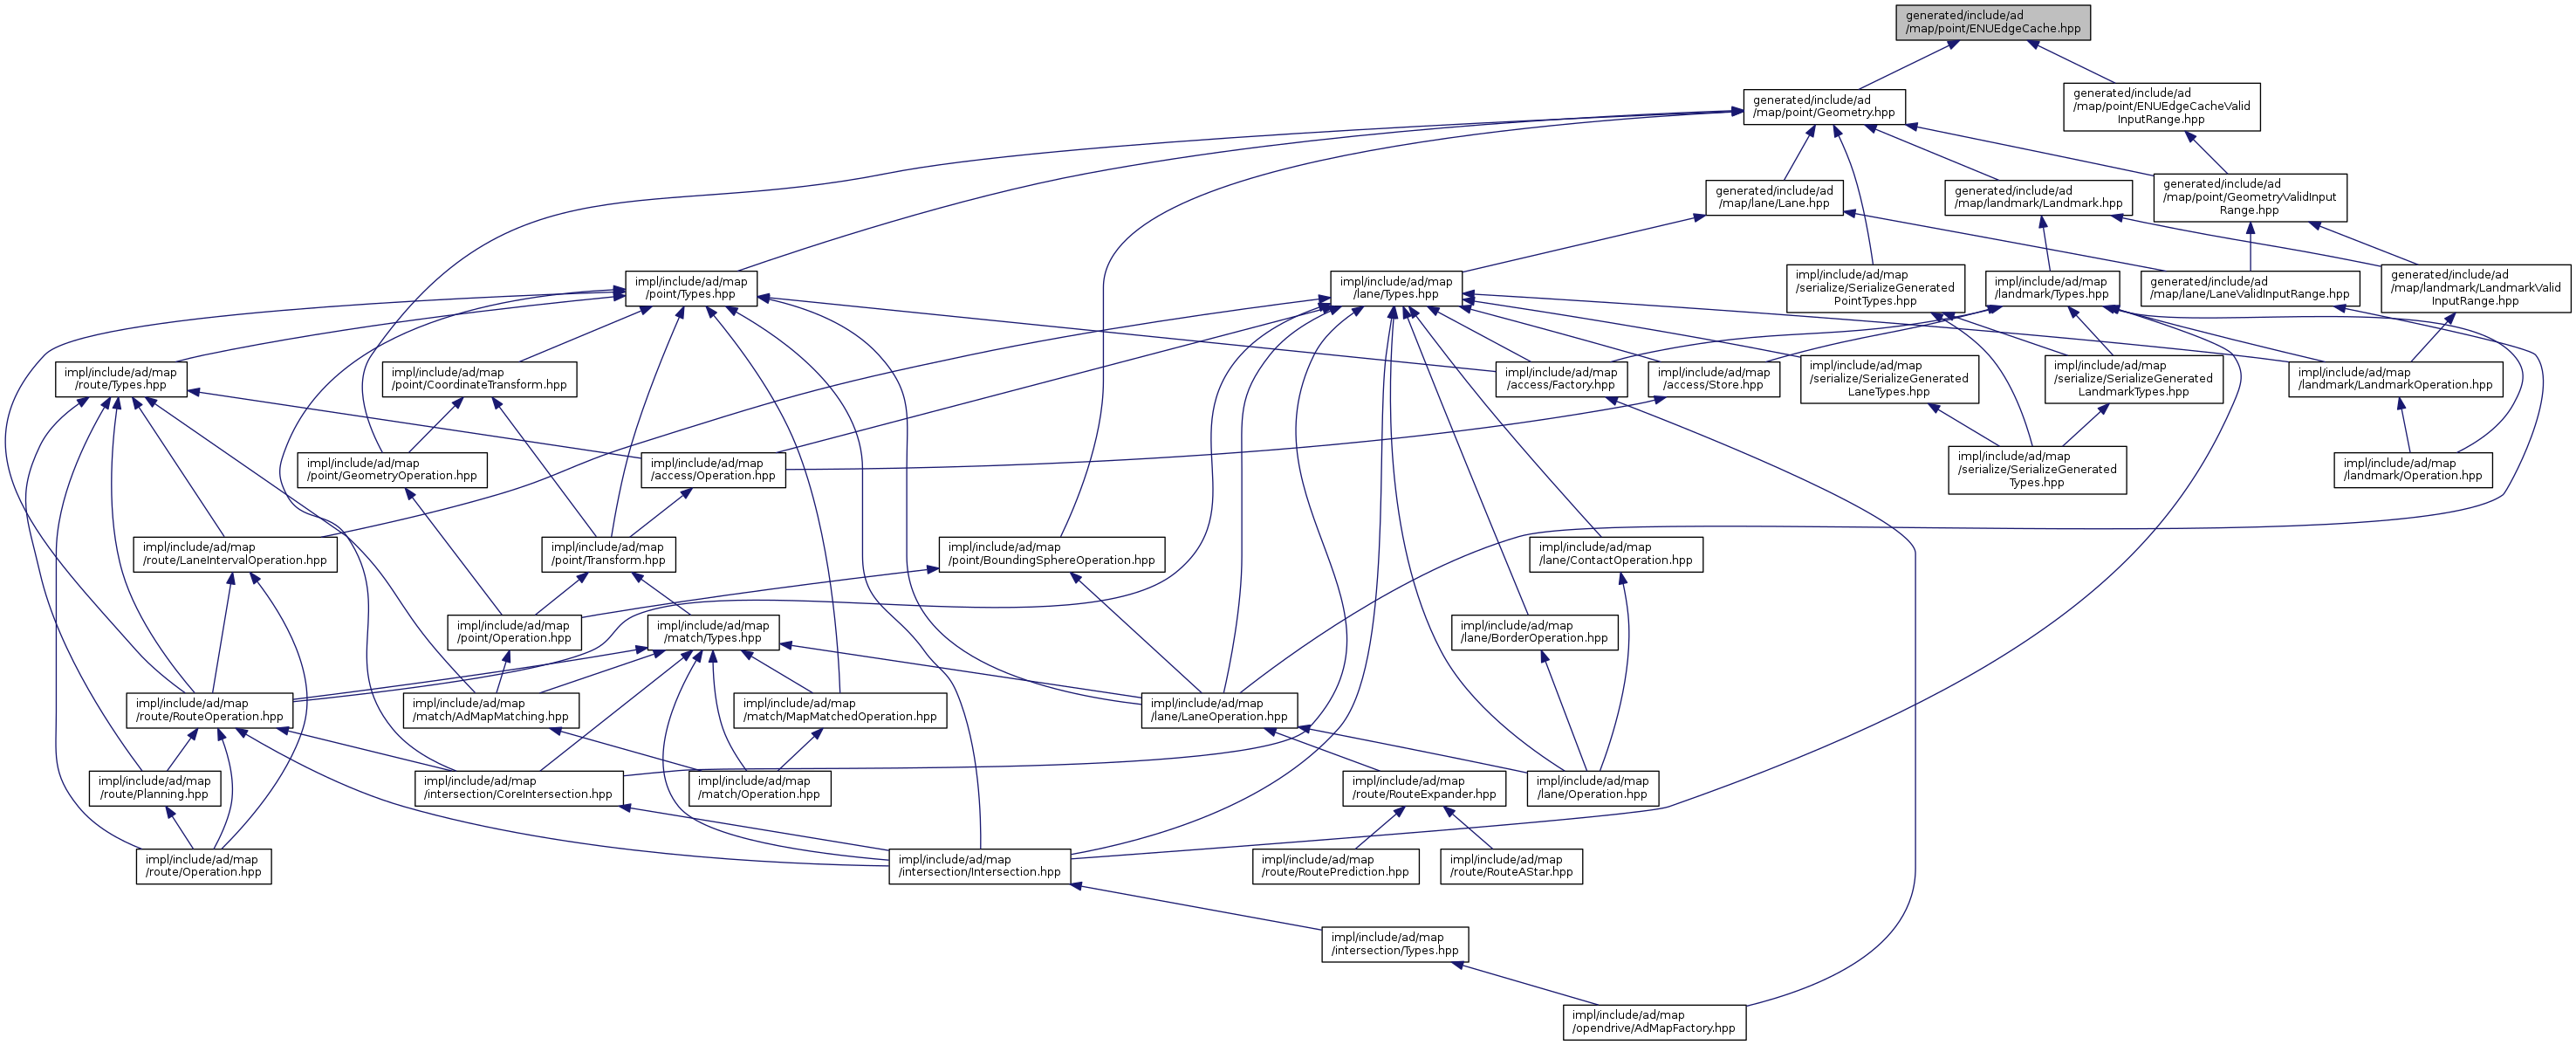 generated/include/ad
/map/point/ENUEdgeCache.hpp
generated/include/ad
/map/point/Geometry.hpp
generated/include/ad
/map/point/ENUEdgeCacheValid
InputRange.hpp
generated/include/ad
/map/lane/Lane.hpp
generated/include/ad
/map/landmark/Landmark.hpp
generated/include/ad
/map/point/GeometryValidInput
Range.hpp
impl/include/ad/map
/point/Types.hpp
impl/include/ad/map
/lane/Types.hpp
impl/include/ad/map
/serialize/SerializeGenerated
PointTypes.hpp
impl/include/ad/map
/landmark/Types.hpp
generated/include/ad
/map/lane/LaneValidInputRange.hpp
generated/include/ad
/map/landmark/LandmarkValid
InputRange.hpp
impl/include/ad/map
/route/Types.hpp
impl/include/ad/map
/point/CoordinateTransform.hpp
impl/include/ad/map
/access/Factory.hpp
impl/include/ad/map
/access/Store.hpp
impl/include/ad/map
/serialize/SerializeGenerated
LaneTypes.hpp
impl/include/ad/map
/serialize/SerializeGenerated
LandmarkTypes.hpp
impl/include/ad/map
/landmark/LandmarkOperation.hpp
impl/include/ad/map
/point/GeometryOperation.hpp
impl/include/ad/map
/access/Operation.hpp
impl/include/ad/map
/serialize/SerializeGenerated
Types.hpp
impl/include/ad/map
/landmark/Operation.hpp
impl/include/ad/map
/route/LaneIntervalOperation.hpp
impl/include/ad/map
/point/Transform.hpp
impl/include/ad/map
/point/BoundingSphereOperation.hpp
impl/include/ad/map
/lane/ContactOperation.hpp
impl/include/ad/map
/point/Operation.hpp
impl/include/ad/map
/match/Types.hpp
impl/include/ad/map
/lane/BorderOperation.hpp
impl/include/ad/map
/route/RouteOperation.hpp
impl/include/ad/map
/match/AdMapMatching.hpp
impl/include/ad/map
/match/MapMatchedOperation.hpp
impl/include/ad/map
/lane/LaneOperation.hpp
impl/include/ad/map
/route/Planning.hpp
impl/include/ad/map
/intersection/CoreIntersection.hpp
impl/include/ad/map
/match/Operation.hpp
impl/include/ad/map
/route/RouteExpander.hpp
impl/include/ad/map
/lane/Operation.hpp
impl/include/ad/map
/route/Operation.hpp
impl/include/ad/map
/intersection/Intersection.hpp
impl/include/ad/map
/route/RoutePrediction.hpp
impl/include/ad/map
/route/RouteAStar.hpp
impl/include/ad/map
/intersection/Types.hpp
impl/include/ad/map
/opendrive/AdMapFactory.hpp